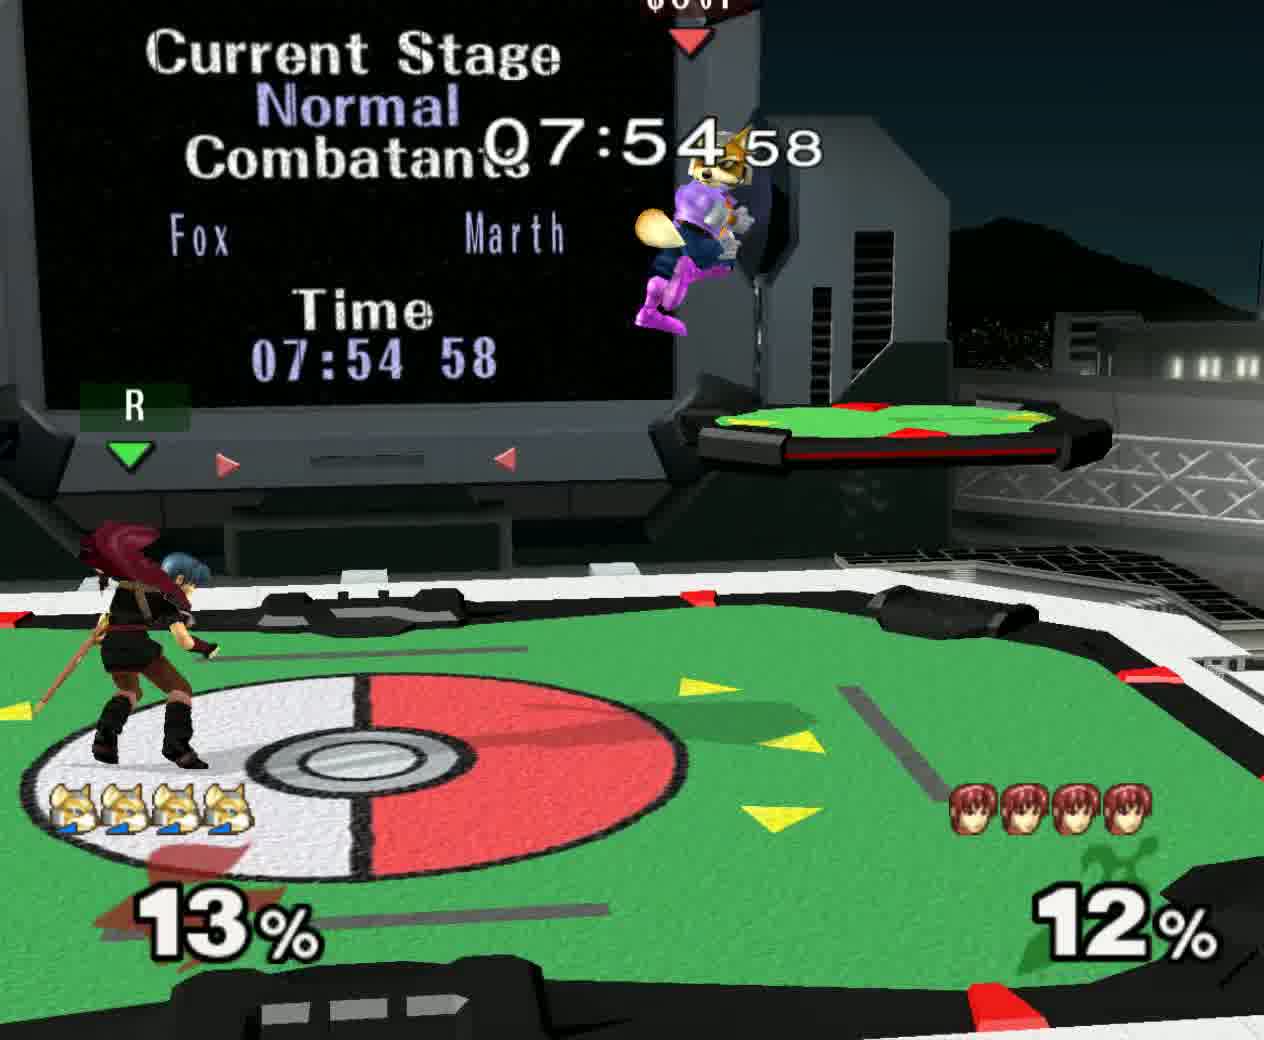 Current Stage
Normal
Combatants
07:54 58
Fox Marth
Time
07:54 58
R
13%
12%